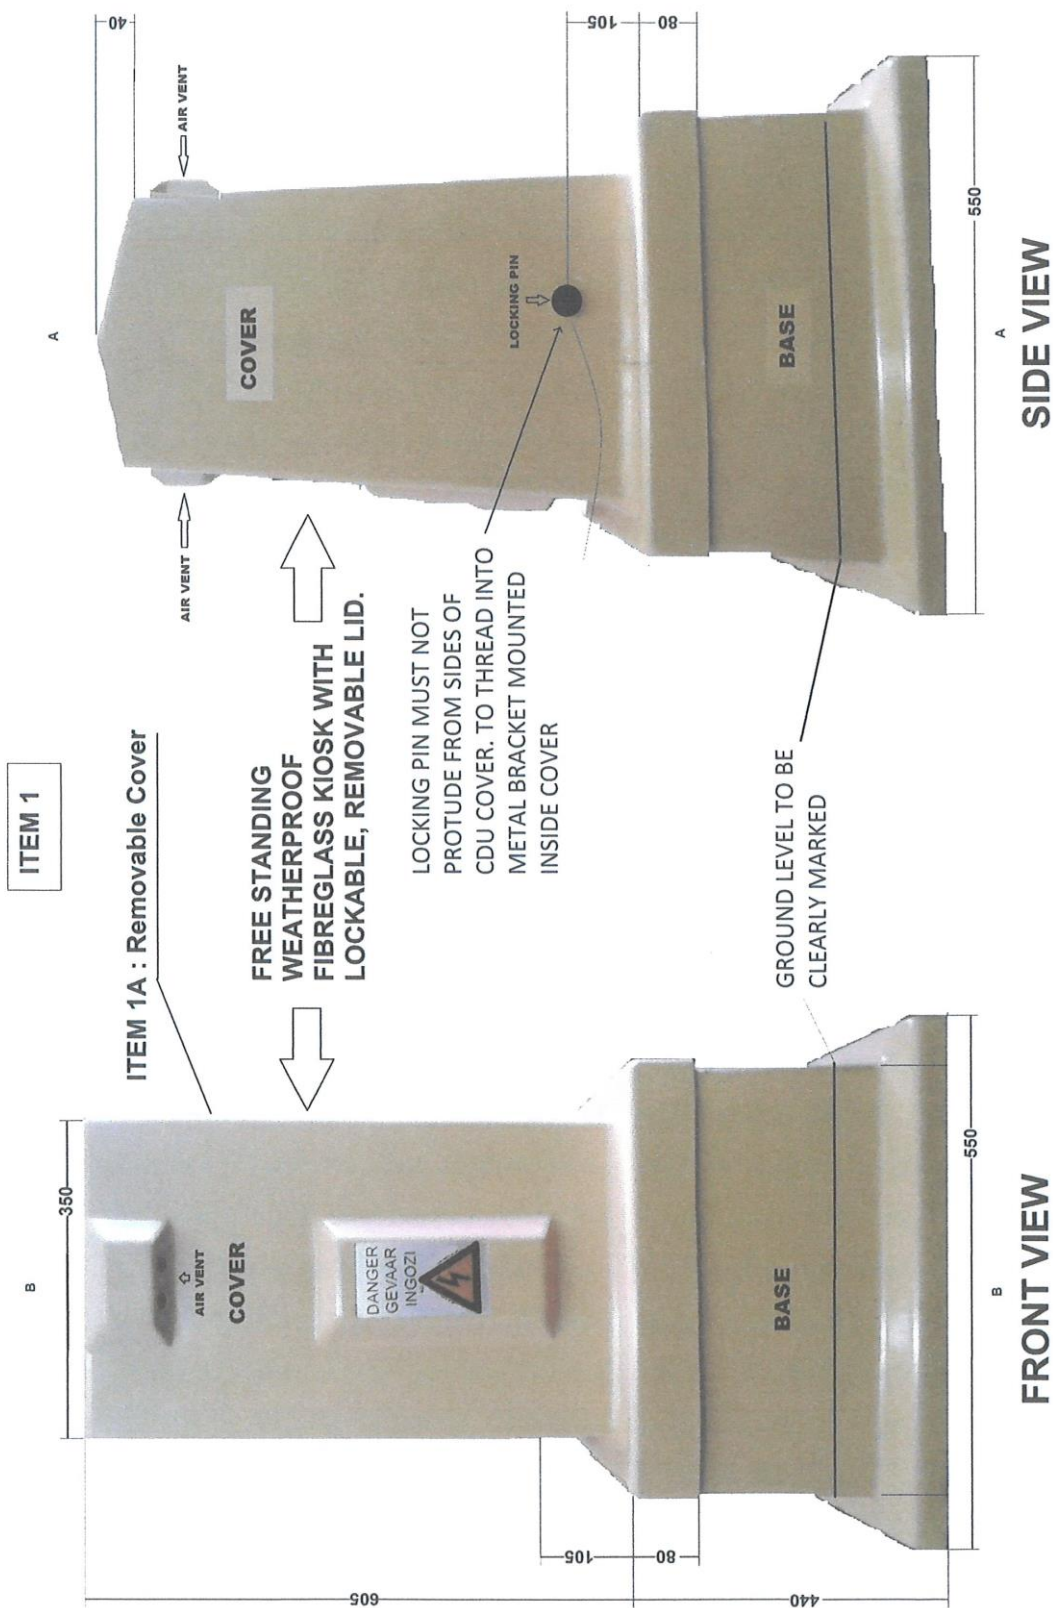 ITEM 1
ITEM 1A : Removable Cover
FREE STANDING
WEATHERPROOF
FIBREGLASS KIOSK WITH
LOCKABLE, REMOVABLE LID.
LOCKING PIN MUST NOT
PROTUDE FROM SIDES OF
CDU COVER. TO THREAD INTO
METAL BRACKET MOUNTED
INSIDE COVER
GROUND LEVEL TO BE
CLEARLY MARKED
B
350
AIR VENT
COVER
DANGER
GEVAAR
INGOZI
605
105
80
440
BASE
550
B
FRONT VIEW
A
40
AIR VENT
AIR VENT
COVER
LOCKING PIN
105
80
BASE
550
A
SIDE VIEW